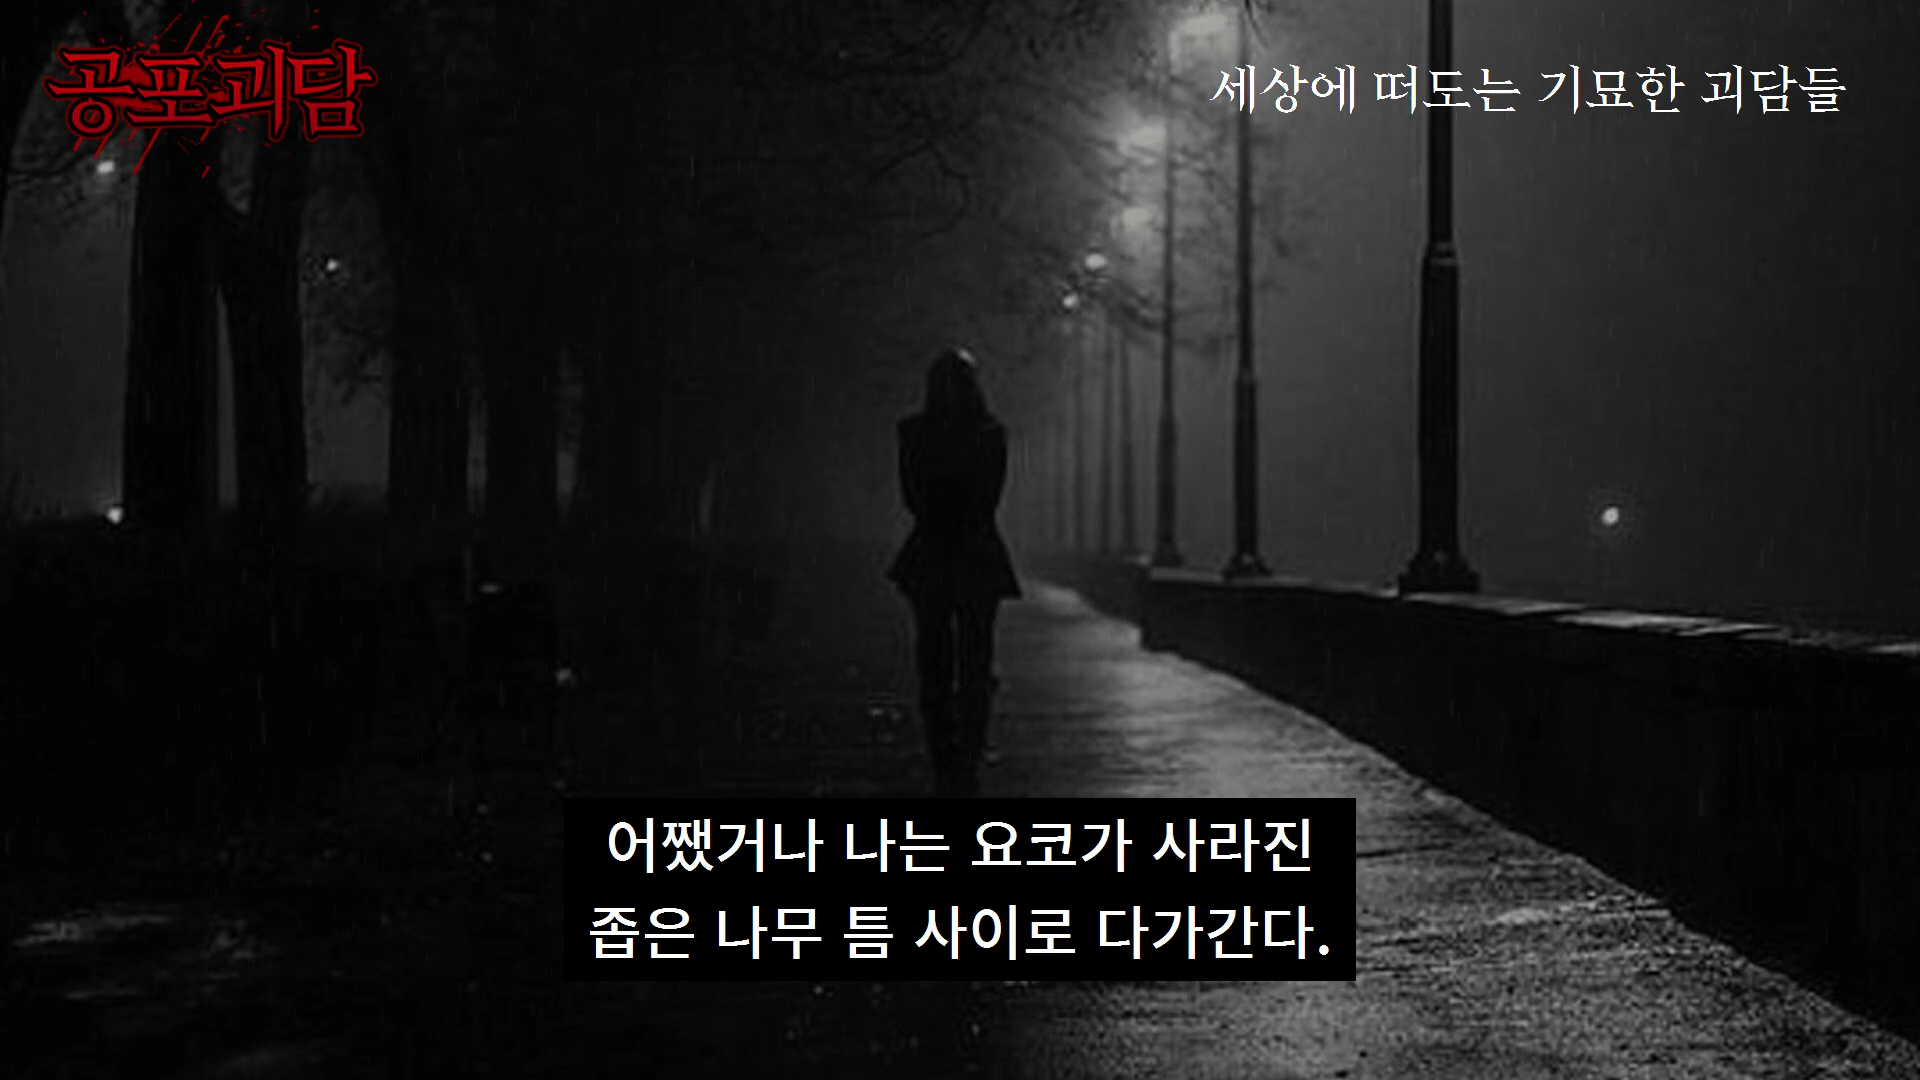 공포괴담
세상에 떠도는 기묘한 괴담들
어쨌거나 나는 요코가 사라진
좁은 나무 틈 사이로 다가간다.